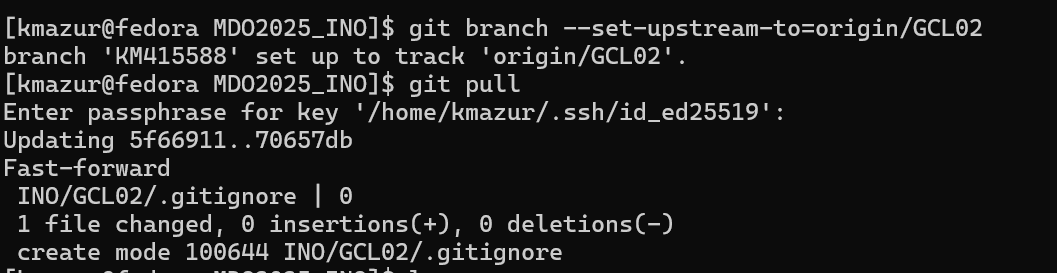 [kmazur@fedora MDO2025_INO]$ git branch --set-upstream-to=origin/GCL02
branch 'KM415588' set up to track 'origin/GCL02'.
[kmazur@fedora MDO2025_INO]$ git pull
Enter passphrase for key '/home/kmazur/.ssh/id_ed25519':
Updating 5f66911..70657db
Fast-forward
 INO/GCL02/.gitignore | 0
 1 file changed, 0 insertions(+), 0 deletions(-)
 create mode 100644 INO/GCL02/.gitignore